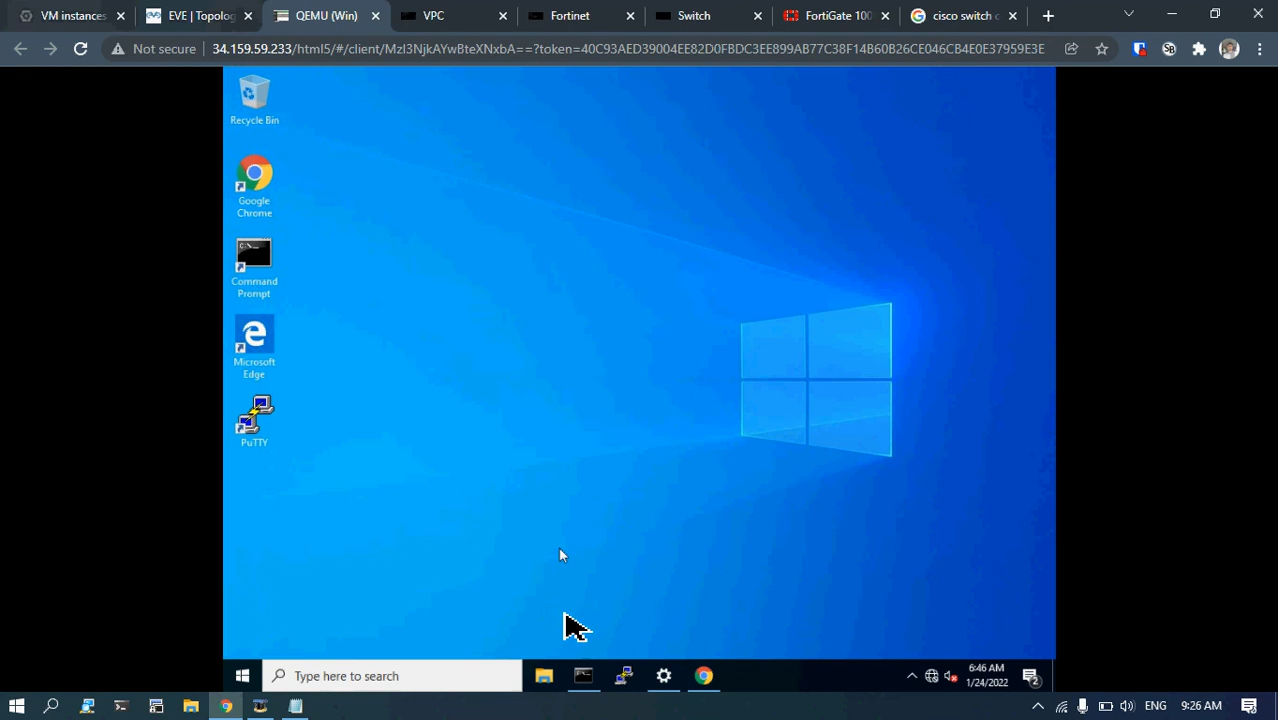 VM instances
EVE | Topolog
QEMU (Win)
VPC
Fortinet
Switch
FortiGate 100
cisco switch c
Not secure
34.159.59.233/html5/#/client/MzI3NjkAYwBteXNxbA==?token=40C93AED39004EE82D0FBDC3EE899AB77C38F14B60B26CE046CB4E0E37959E3E
Recycle Bin
Google
Chrome
Command
Prompt
Microsoft
Edge
PuTTY
Type here to search
6:46 AM
1/24/2022
2
ENG
9:26 AM